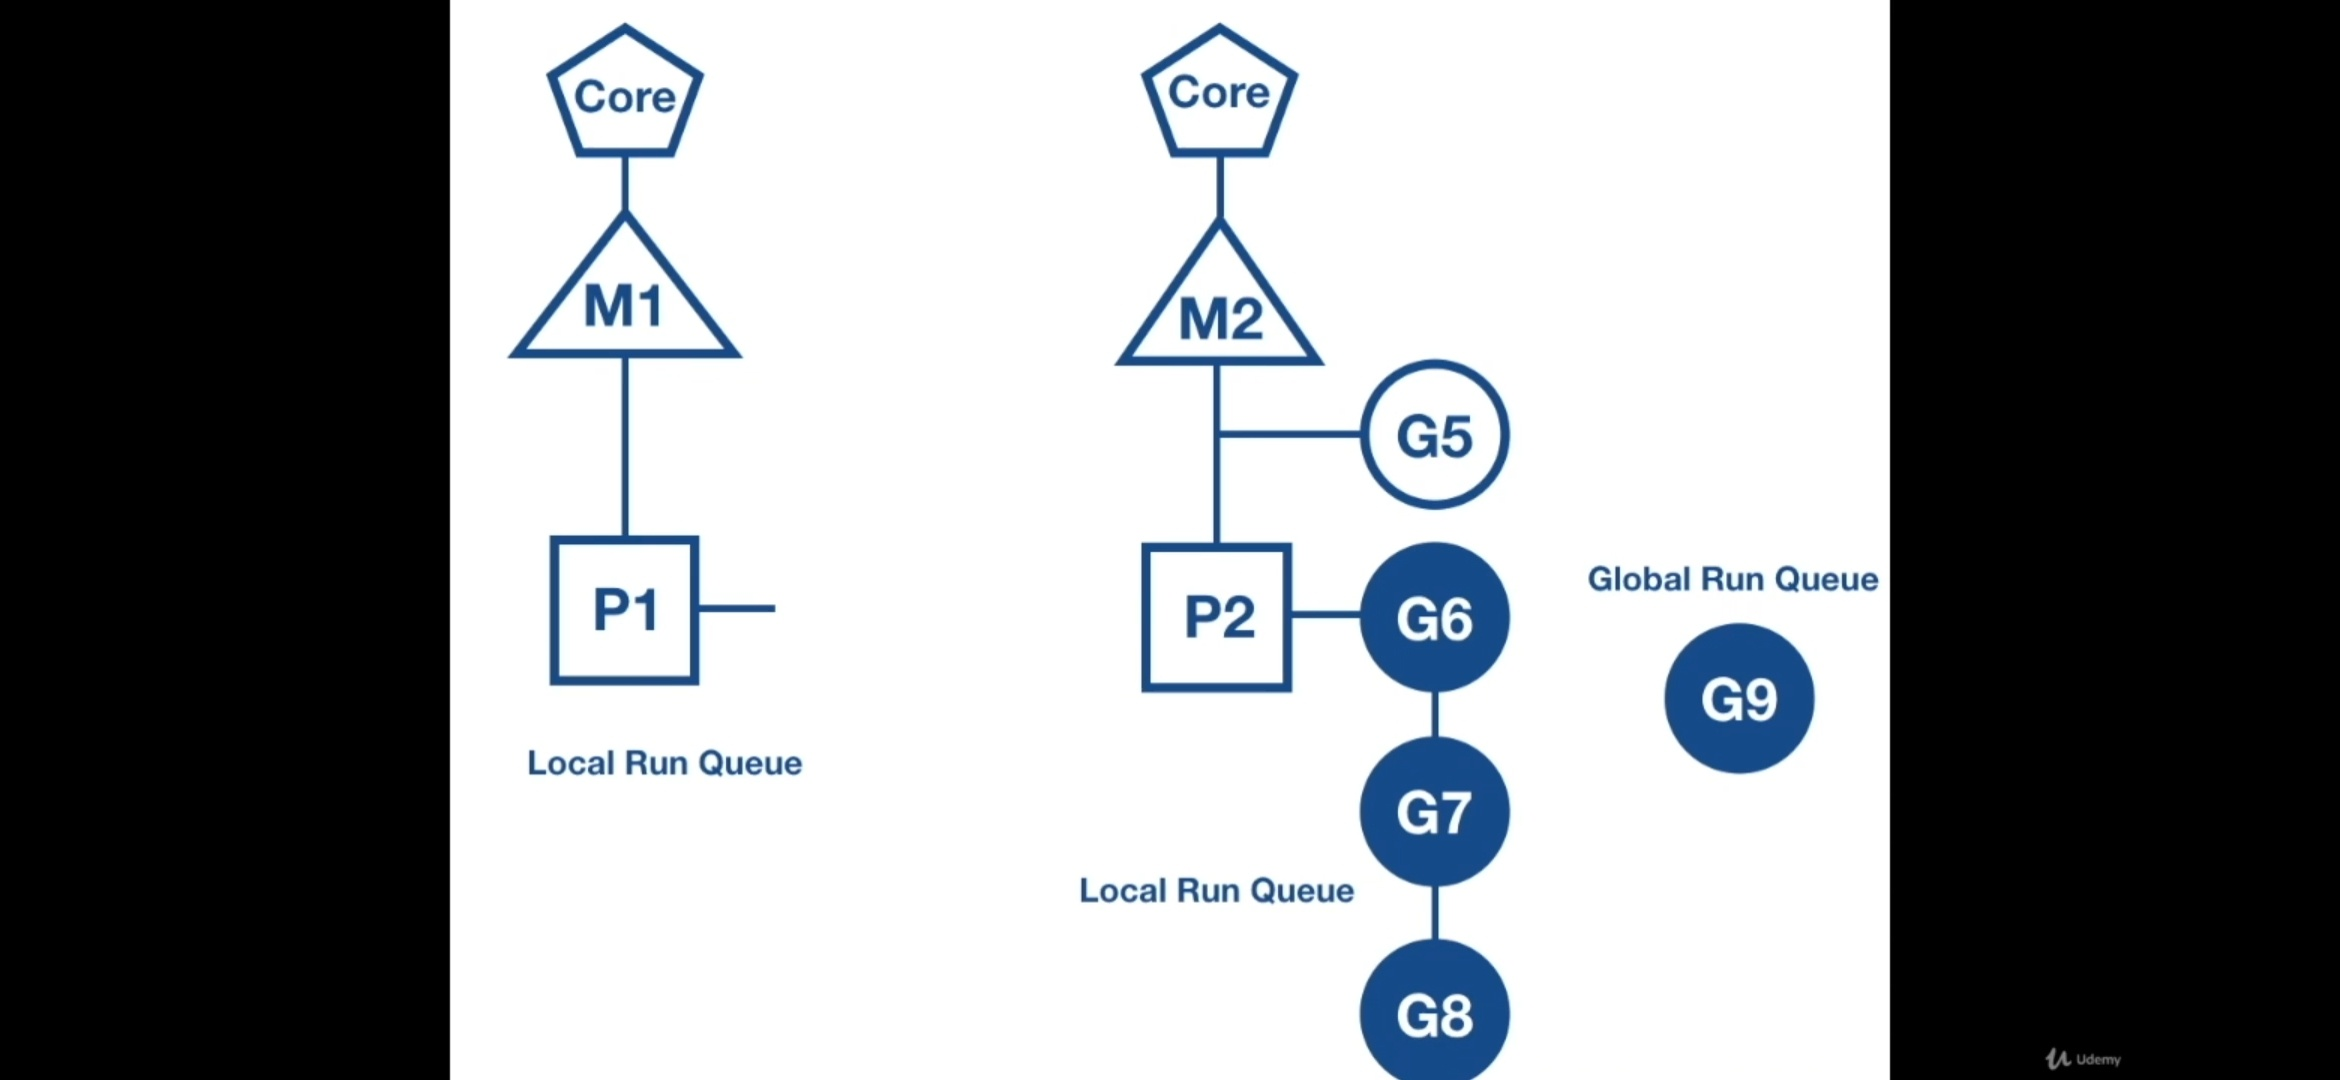 Core
M1
P1
Local Run Queue
Core
M2
G5
P2
G6
G7
Local Run Queue
G8
Global Run Queue
G9
Udemy